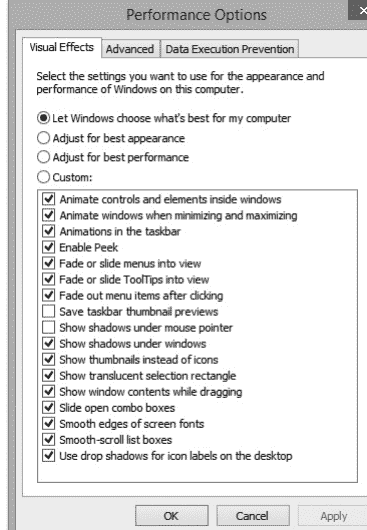 Performance Options
Visual Effects Advanced Data Execution Prevention
Select the settings you want to use for the appearance and
performance of Windows on this computer.
Let Windows choose what's best for my computer
Adjust for best appearance
Adjust for best performance
Custom:
Animate controls and elements inside windows
Animate windows when minimizing and maximizing
Animations in the taskbar
Enable Peek
Fade or slide menus into view
Fade or slide ToolTips into view
Fade out menu items after clicking
Save taskbar thumbnail previews
Show shadows under mouse pointer
Show shadows under windows
Show thumbnails instead of icons
Show translucent selection rectangle
Show window contents while dragging
Slide open combo boxes
Smooth edges of screen fonts
Smooth-scroll list boxes
Use drop shadows for icon labels on the desktop
OK Cancel Apply